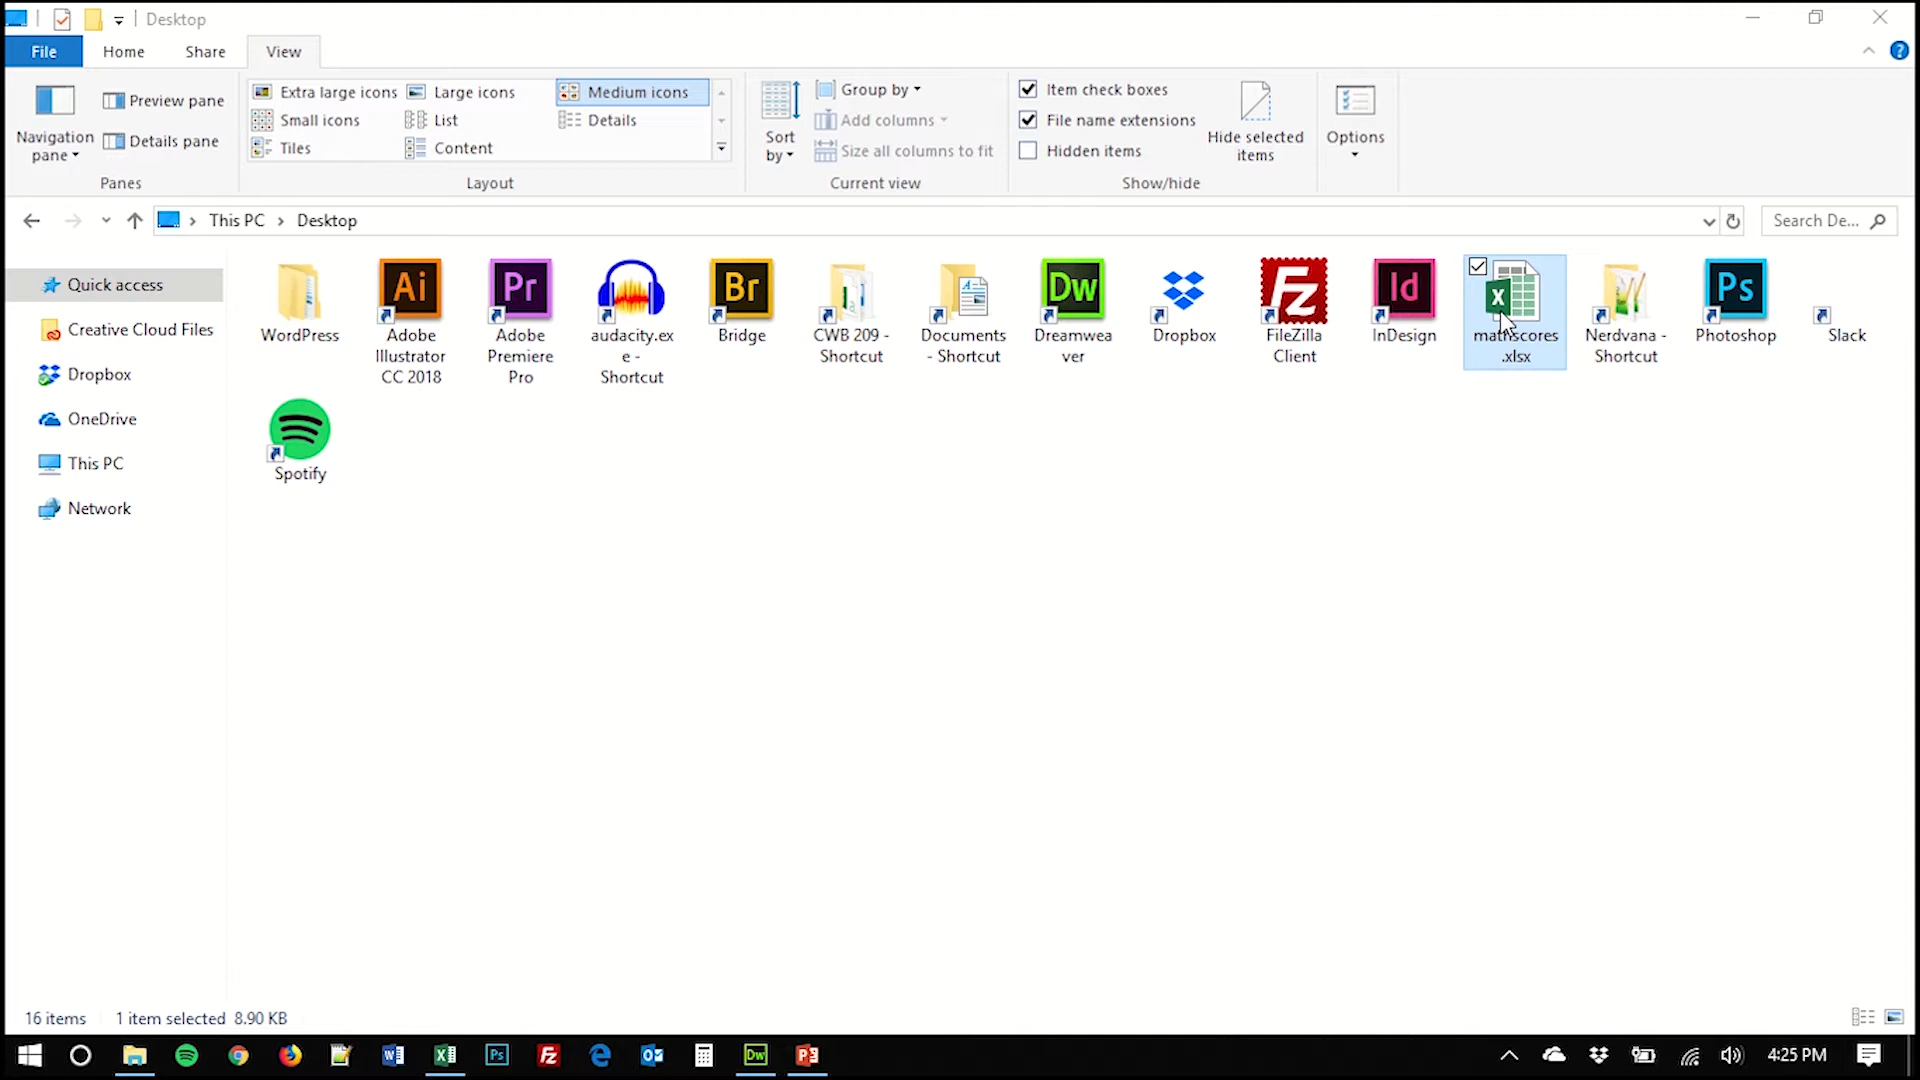 Desktop
File Home Share View
Navigation pane
Preview pane
Details pane
Panes
Extra large icons Large icons Medium icons
Small icons List Details
Tiles Content
Layout
Sort by
Group by
Add columns
Size all columns to fit
Current view
Item check boxes
File name extensions
Hidden items
Hide selected items
Show/hide
Options
This PC Desktop
Search De...
Quick access
Creative Cloud Files
Dropbox
OneDrive
This PC
Network
WordPress
Ai
Adobe
Illustrator
CC 2018
Pr
Adobe
Premiere
Pro
audacity.ex
e -
Shortcut
Br
Bridge
CWB 209 -
Shortcut
Documents
- Shortcut
Dw
Dreamwea
ver
Dropbox
Fz
FileZilla
Client
Id
InDesign
X
mathscores
.xlsx
Nerdvana -
Shortcut
Ps
Photoshop
Slack
Spotify
16 items 1 item selected 8.90 KB
4:25 PM